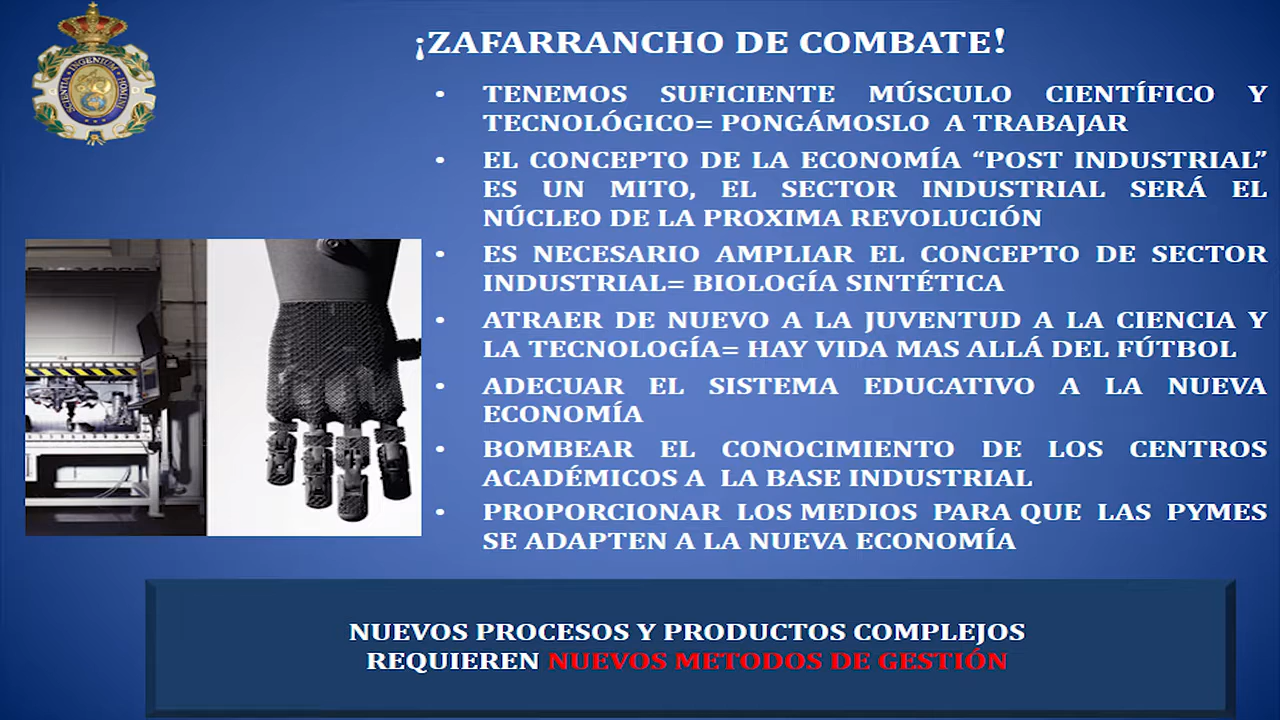 ¡ZAFARRANCHO DE COMBATE!
• TENEMOS SUFICIENTE MÚSCULO CIENTÍFICO Y
TECNOLÓGICO= PONGÁMOSLO A TRABAJAR
• EL CONCEPTO DE LA ECONOMÍA “POST INDUSTRIAL”
ES UN MITO, EL SECTOR INDUSTRIAL SERÁ EL
NÚCLEO DE LA PROXIMA REVOLUCIÓN
• ES NECESARIO AMPLIAR EL CONCEPTO DE SECTOR
INDUSTRIAL= BIOLOGÍA SINTÉTICA
• ATRAER DE NUEVO A LA JUVENTUD A LA CIENCIA Y
LA TECNOLOGÍA= HAY VIDA MAS ALLÁ DEL FÚTBOL
• ADECUAR EL SISTEMA EDUCATIVO A LA NUEVA
ECONOMÍA
• BOMBEAR EL CONOCIMIENTO DE LOS CENTROS
ACADÉMICOS A LA BASE INDUSTRIAL
• PROPORCIONAR LOS MEDIOS PARA QUE LAS PYMES
SE ADAPTEN A LA NUEVA ECONOMÍA
NUEVOS PROCESOS Y PRODUCTOS COMPLEJOS
REQUIEREN NUEVOS METODOS DE GESTIÓN